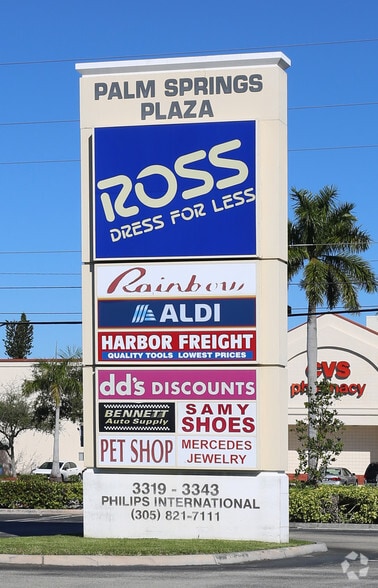 PALM SPRINGS
PLAZA
ROSS
DRESS FOR LESS
Rainbow
ALDI
HARBOR FREIGHT
QUALITY TOOLS LOWEST PRICES
dd's DISCOUNTS
BENNETT
Auto Supply
SAMY
SHOES
PET SHOP
MERCEDES
JEWELRY
3319 - 3343
PHILIPS INTERNATIONAL
(305) 821-7111
CVS
pharmacy
CoStar